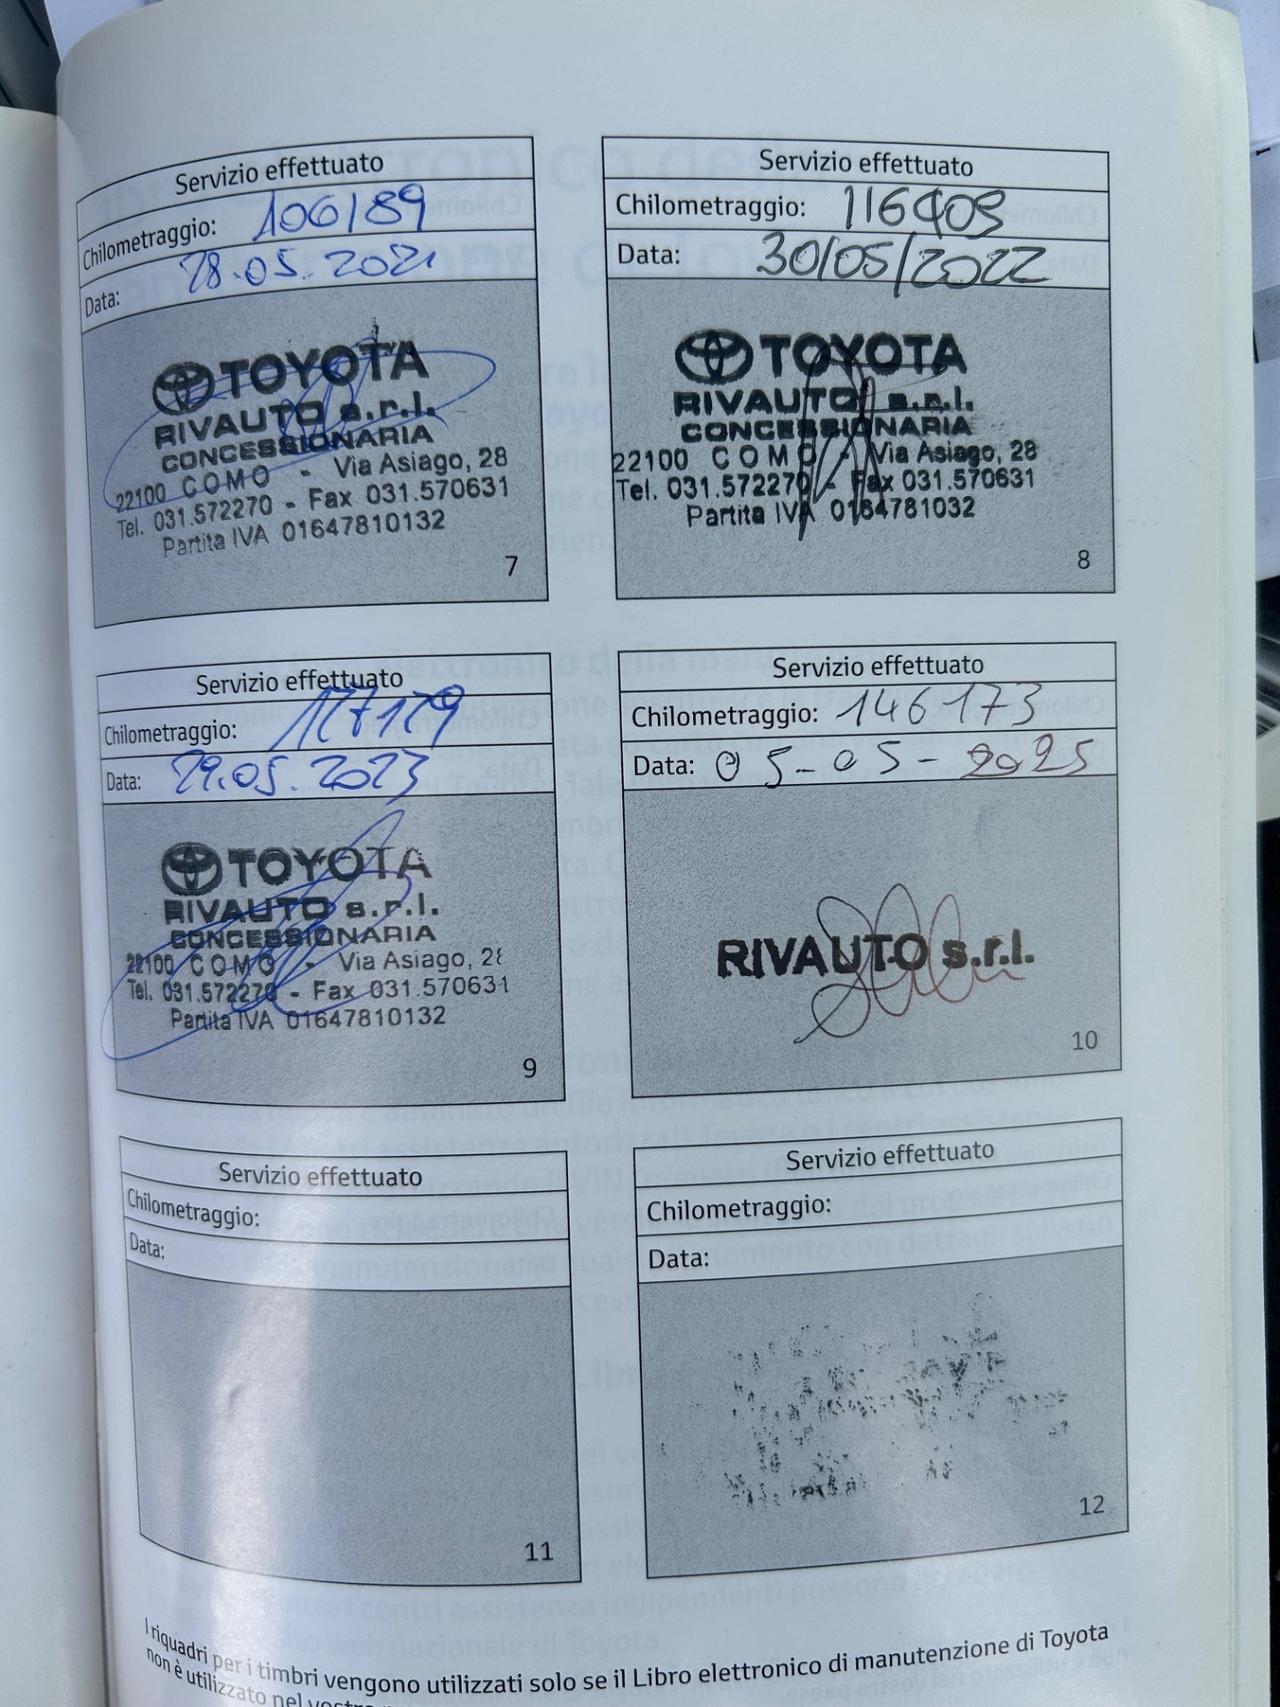 Servizio effettuato
Chilometraggio: 106189
Data: 28.05.2021
TOYOTA
RIVAUTO s.r.l.
CONCESSIONARIA
22100 COMO - Via Asiago, 28
Tel. 031.572270 - Fax 031.570631
Partita IVA 01647810132
7
Servizio effettuato
Chilometraggio:
Data: 30/05/2022
TOYOTA
RIVAUTO s.r.l.
CONCESSIONARIA
22100 COMO - Via Asiago, 28
Tel. 031.572270 - Fax 031.570631
Partita IVA 0164781032
8
Servizio effettuato
Chilometraggio:
Data: 29.05.2023
TOYOTA
RIVAUTO s.r.l.
CONCESSIONARIA
22100 COMO - Via Asiago, 28
Tel. 031.572270 - Fax 031.570631
Partita IVA 01647810132
9
Servizio effettuato
Chilometraggio: 146173
Data: 05-05-2025
RIVAUTO s.r.l.
10
Servizio effettuato
Chilometraggio:
Data:
11
Servizio effettuato
Chilometraggio:
Data:
12
I riquadri per i timbri vengono utilizzati solo se il Libro elettronico di manutenzione di Toyota
non è utilizzato nel